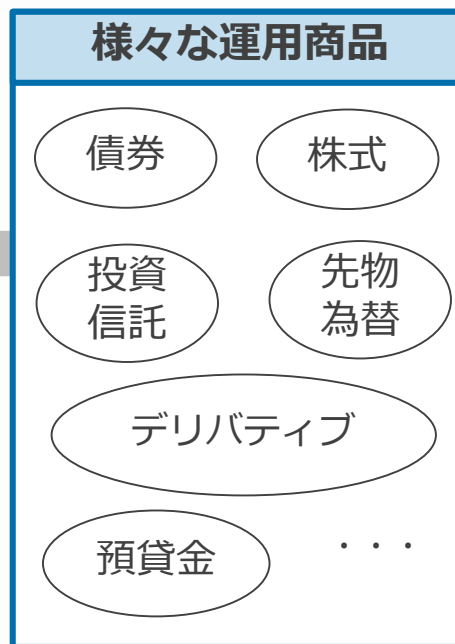 様々な運用商品
債券
株式
投資
信託
先物
為替
デリバティブ
預貸金
・・・